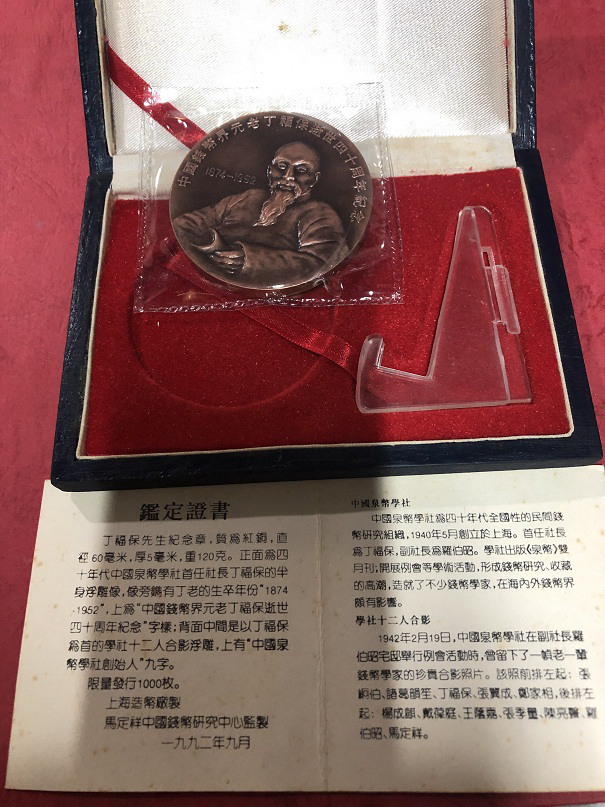 中國錢幣界元老丁福保逝世四十周年紀念
1874-1952
鑑定證書
丁福保先生紀念章，質爲紅銅，直
徑60毫米，厚5毫米，重120克。正面爲四
十年代中國泉幣學社首任社長丁福保的半
身浮雕像，像旁鐫有丁老的生卒年份“1874
-1952”，上爲“中國錢幣界元老丁福保逝世
四十周年紀念”字樣；背面中間是以丁福保
爲首的學社十二人合影浮雕，上有“中國泉
幣學社創始人”九字。
限量發行1000枚。
上海造幣廠製
馬定祥中國錢幣研究中心監製
一九九二年九月
中國泉幣學社
中國泉幣學社爲四十年代全國性的民間錢
幣研究組織，1940年5月創立於上海。首任社長
爲丁福保，副社長爲羅伯昭。學社出版《泉幣》雙
月刊；開展例會等學術活動，形成錢幣研究、收藏
的高潮，造就了不少錢幣學家，在海內外錢幣界
頗有影響。
學社十二人合影
1942年2月19日，中國泉幣學社在副社長羅
伯昭宅邸舉行例會活動時，曾留下了一幀老一輩
錢幣學家的珍貴合影照片。該照前排左起：張
絅伯、諸葛韻笙、丁福保、張翼成、鄭家相，後排左
起：楊成麒、戴葆庭、王蔭嘉、張季量、陳亮聲、羅
伯昭、馬定祥。